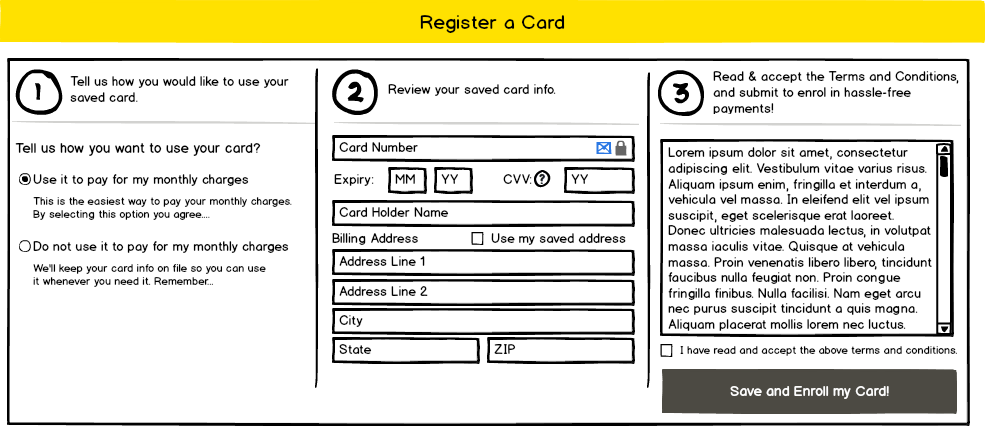 Register a Card
1
Tell us how you would like to use your
saved card.
Tell us how you want to use your card?
Use it to pay for my monthly charges
This is the easiest way to pay your monthly charges.
By selecting this option you agree....
Do not use it to pay for my monthly charges
We'll keep your card info on file so you can use
it whenever you need it. Remember...
2
Review your saved card info.
Card Number
Expiry: MM YY CVV: ? YY
Card Holder Name
Billing Address Use my saved address
Address Line 1
Address Line 2
City
State ZIP
3
Read & accept the Terms and Conditions,
and submit to enrol in hassle-free
payments!
Lorem ipsum dolor sit amet, consectetur
adipiscing elit. Vestibulum vitae varius risus.
Aliquam ipsum enim, fringilla et interdum a,
vehicula vel massa. In eleifend elit vel ipsum
suscipit, eget scelerisque erat laoreet.
Donec ultricies malesuada lectus, in volutpat
massa iaculis vitae. Quisque at vehicula
massa. Proin venenatis libero libero, tincidunt
faucibus nulla feugiat non. Proin congue
fringilla finibus. Nulla facilisi. Nam eget arcu
nec purus suscipit tincidunt a quis magna.
Aliquam placerat mollis lorem nec luctus.
I have read and accept the above terms and conditions.
Save and Enroll my Card!